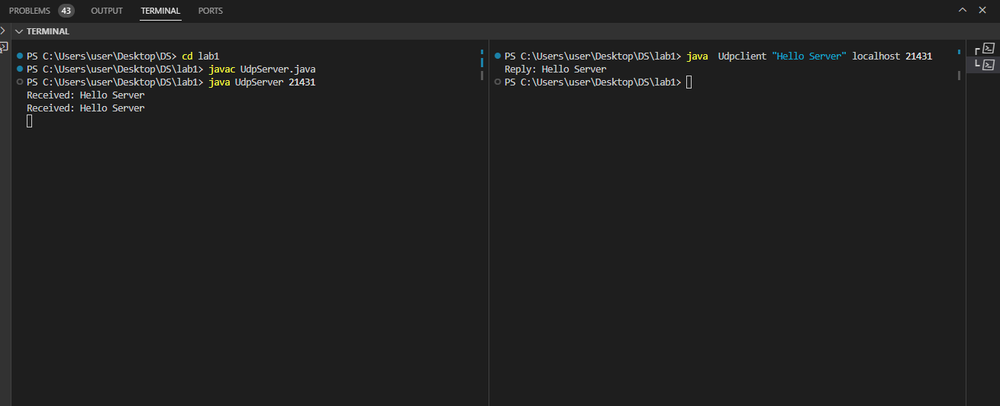 PROBLEMS 43 OUTPUT TERMINAL PORTS
TERMINAL
PS C:\Users\user\Desktop\DS> cd lab1
PS C:\Users\user\Desktop\DS\lab1> javac UdpServer.java
PS C:\Users\user\Desktop\DS\lab1> java UdpServer 21431
Received: Hello Server
Received: Hello Server
PS C:\Users\user\Desktop\DS\lab1> java  Udpclient "Hello Server" localhost 21431
Reply: Hello Server
PS C:\Users\user\Desktop\DS\lab1>